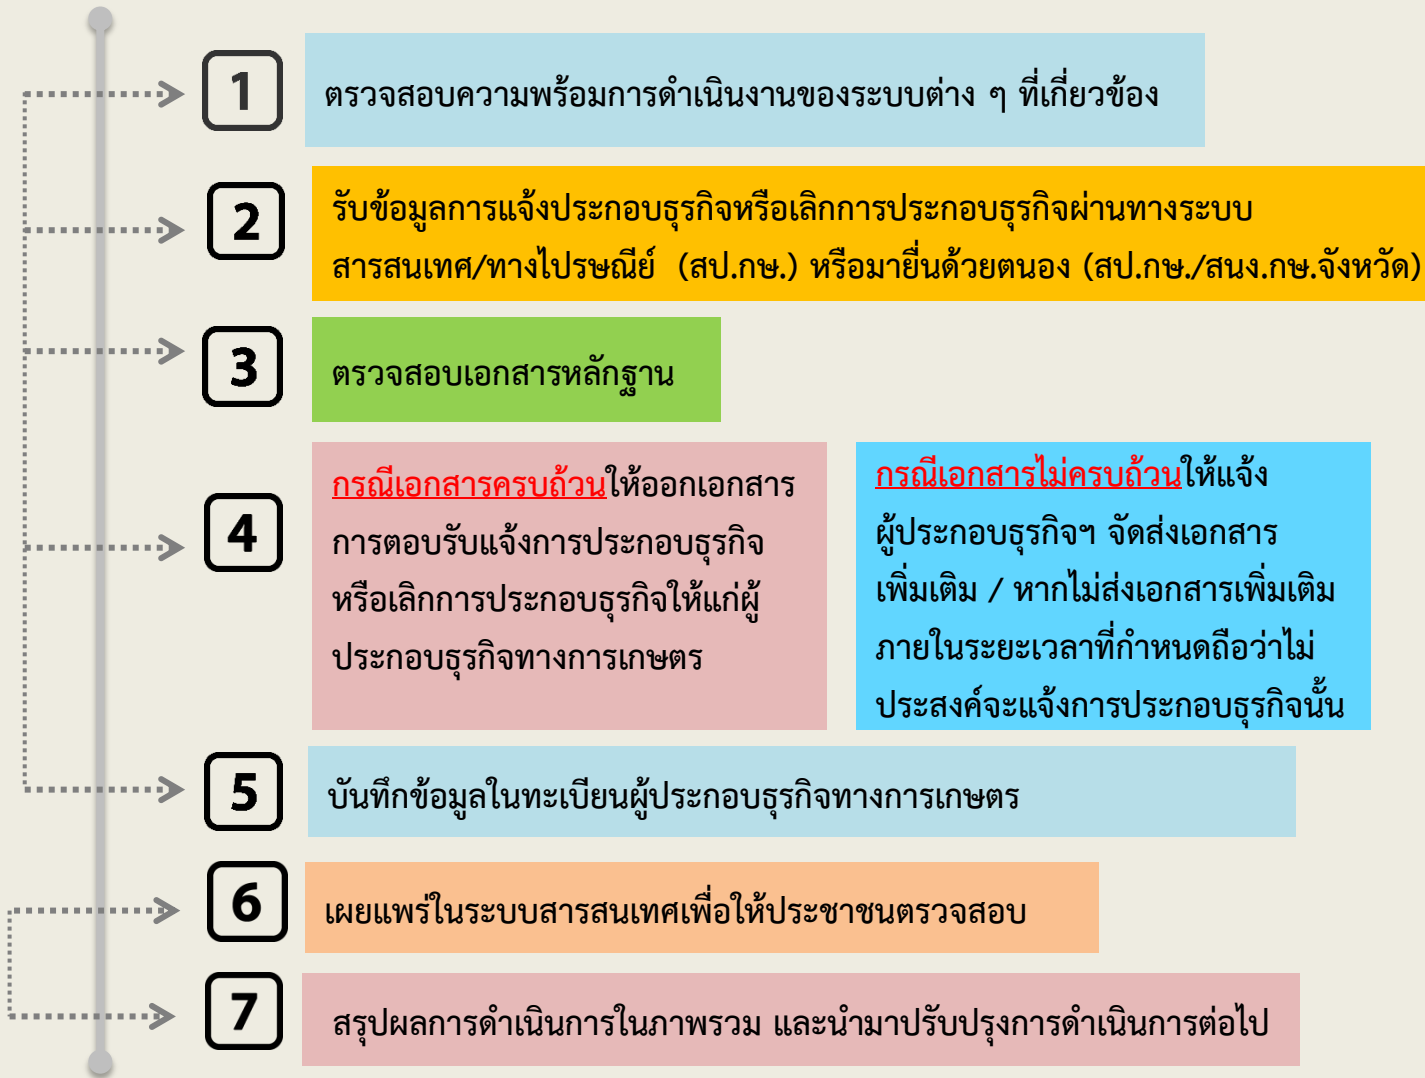 1
ตรวจสอบความพร้อมการดำเนินงานของระบบต่าง ๆ ที่เกี่ยวข้อง
2
รับข้อมูลการแจ้งประกอบธุรกิจหรือเลิกการประกอบธุรกิจผ่านทางระบบ
สารสนเทศ/ทางไปรษณีย์ (สป.กษ.) หรือมายื่นด้วยตนอง (สป.กษ./สนง.กษ.จังหวัด)
3
ตรวจสอบเอกสารหลักฐาน
4
กรณีเอกสารครบถ้วนให้ออกเอกสาร
การตอบรับแจ้งการประกอบธุรกิจ
หรือเลิกการประกอบธุรกิจให้แก่ผู้
ประกอบธุรกิจทางการเกษตร
กรณีเอกสารไม่ครบถ้วนให้แจ้ง
ผู้ประกอบธุรกิจฯ จัดส่งเอกสาร
เพิ่มเติม / หากไม่ส่งเอกสารเพิ่มเติม
ภายในระยะเวลาที่กำหนดถือว่าไม่
ประสงค์จะแจ้งการประกอบธุรกิจนั้น
5
บันทึกข้อมูลในทะเบียนผู้ประกอบธุรกิจทางการเกษตร
6
เผยแพร่ในระบบสารสนเทศเพื่อให้ประชาชนตรวจสอบ
7
สรุปผลการดำเนินการในภาพรวม และนำมาปรับปรุงการดำเนินการต่อไป